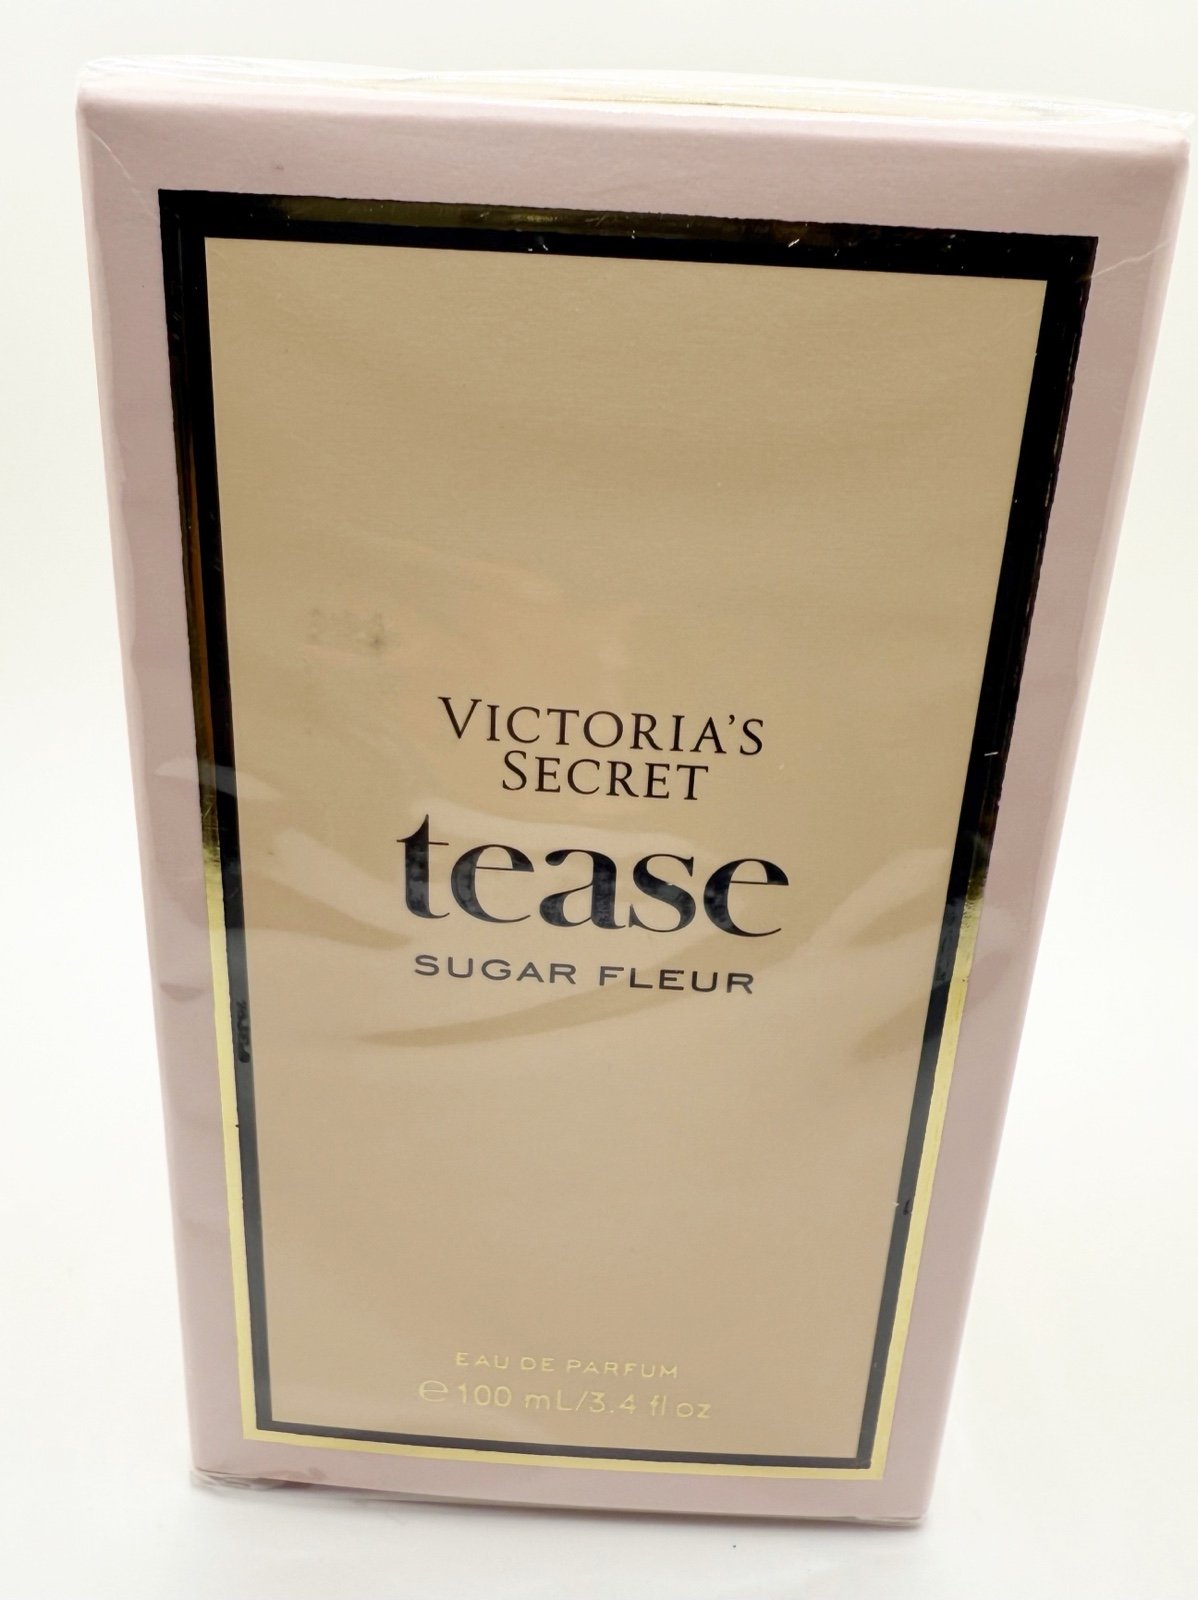 VICTORIA'S
SECRET
tease
SUGAR FLEUR
EAU DE PARFUM
℮ 100 mL/3.4 fl oz